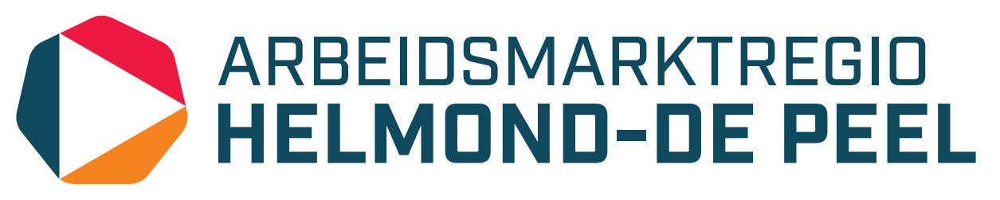 ARBEIDSMARKTREGIO
HELMOND-DE PEEL